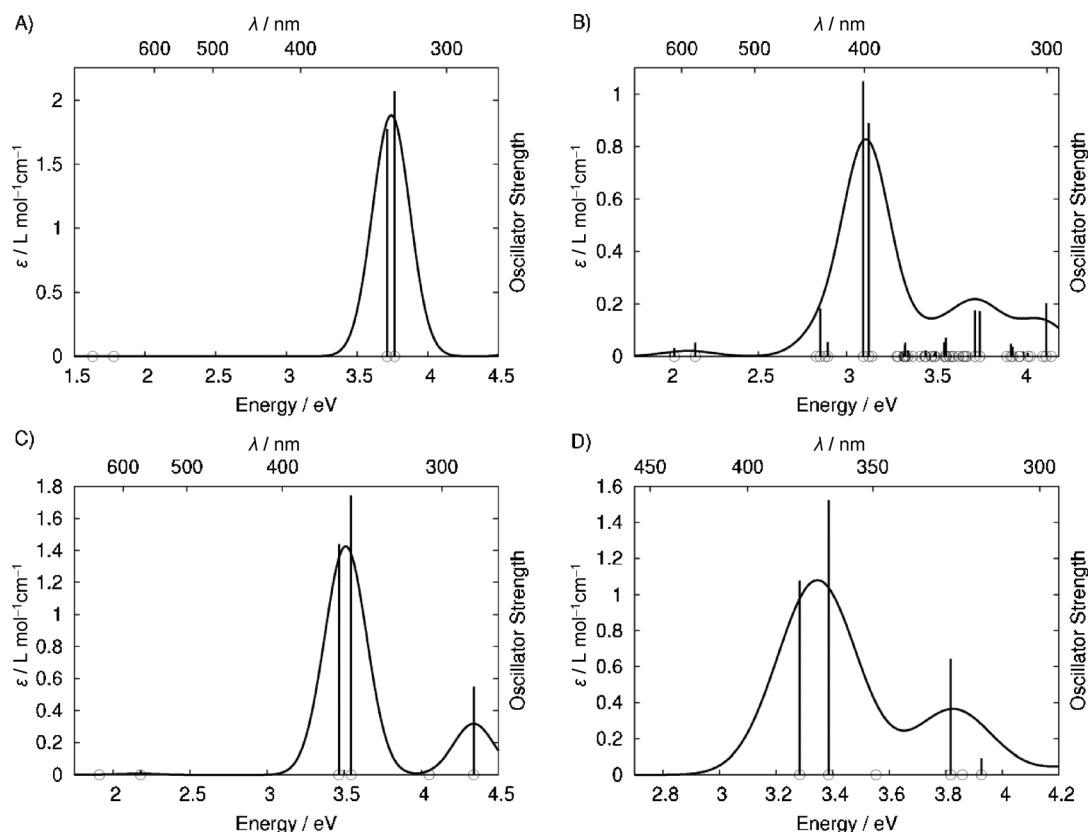 A)
λ / nm
600 500 400 300
2
1.5
1
0.5
0
ε / L mol⁻¹cm⁻¹
Oscillator Strength
1.5 2 2.5 3 3.5 4 4.5
Energy / eV
B)
λ / nm
600 500 400 300
1
0.8
0.6
0.4
0.2
0
ε / L mol⁻¹cm⁻¹
Oscillator Strength
2 2.5 3 3.5 4
Energy / eV
C)
λ / nm
600 500 400 300
1.8
1.6
1.4
1.2
1
0.8
0.6
0.4
0.2
0
ε / L mol⁻¹cm⁻¹
Oscillator Strength
2 2.5 3 3.5 4 4.5
Energy / eV
D)
λ / nm
450 400 350 300
1.6
1.4
1.2
1
0.8
0.6
0.4
0.2
0
ε / L mol⁻¹cm⁻¹
Oscillator Strength
2.8 3 3.2 3.4 3.6 3.8 4 4.2
Energy / eV